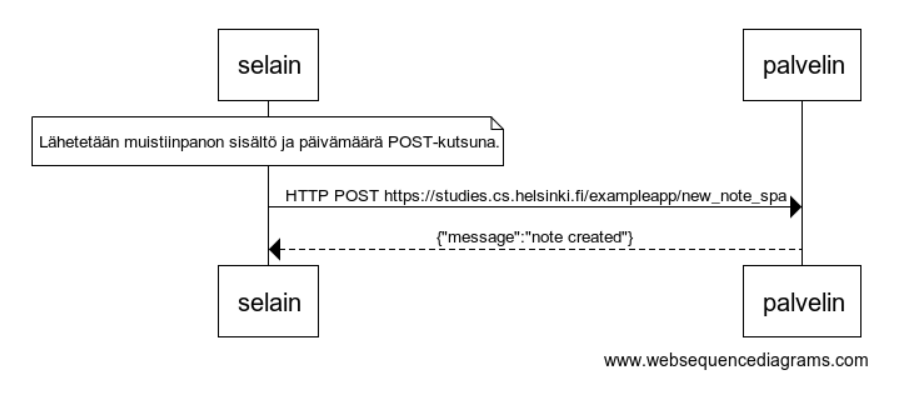 selain palvelin
Lähetetään muistiinpanon sisältö ja päivämäärä POST-kutsuna.
HTTP POST https://studies.cs.helsinki.fi/exampleapp/new_note_spa
{"message":"note created"}
selain palvelin
www.websequencediagrams.com